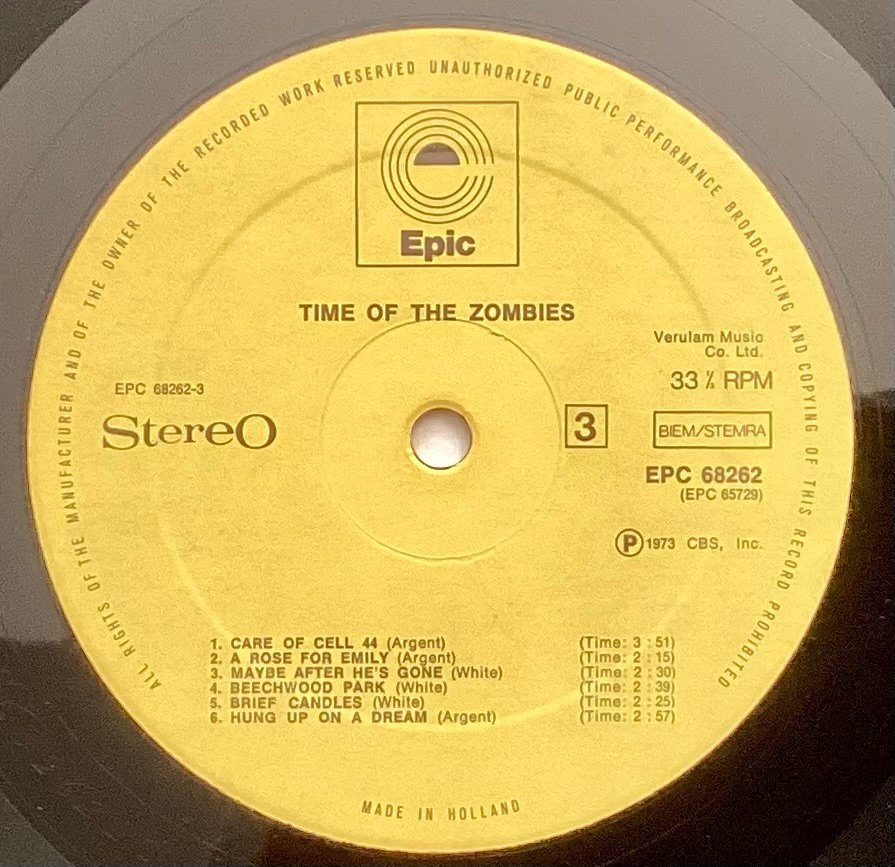 ALL RIGHTS OF THE MANUFACTURER AND OF THE OWNER OF THE RECORDED WORK RESERVED UNAUTHORIZED PUBLIC PERFORMANCE BROADCASTING AND COPYING OF THIS RECORD PROHIBITED
Epic
TIME OF THE ZOMBIES
Verulam Music
Co. Ltd.
33 ⅓ RPM
EPC 68262-3
StereO
3
BIEM/STEMRA
EPC 68262
(EPC 65729)
Ⓟ 1973 CBS, Inc.
1. CARE OF CELL 44 (Argent) (Time: 3 : 51)
2. A ROSE FOR EMILY (Argent) (Time: 2 : 15)
3. MAYBE AFTER HE'S GONE (White) (Time: 2 : 30)
4. BEECHWOOD PARK (White) (Time: 2 : 39)
5. BRIEF CANDLES (White) (Time: 2 : 25)
6. HUNG UP ON A DREAM (Argent) (Time: 2 : 57)
MADE IN HOLLAND